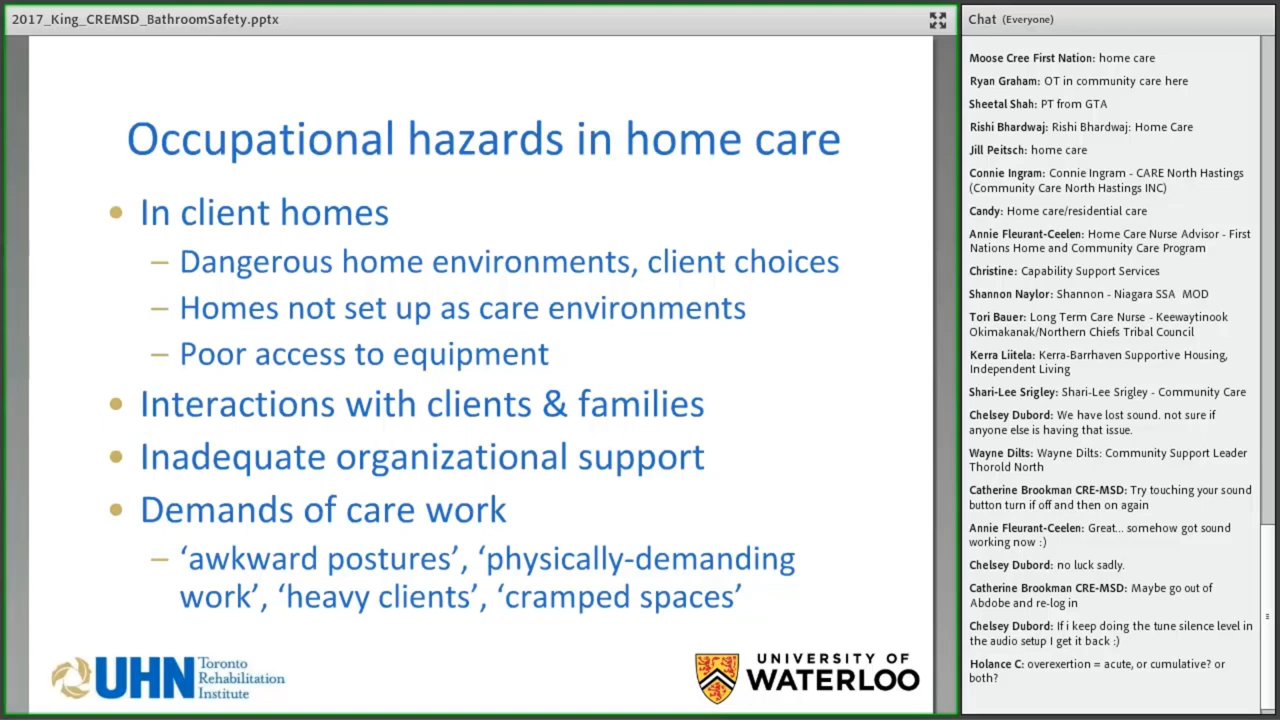 2017_King_CREMSD_BathroomSafety.pptx
Occupational hazards in home care
• In client homes
– Dangerous home environments, client choices
– Homes not set up as care environments
– Poor access to equipment
• Interactions with clients & families
• Inadequate organizational support
• Demands of care work
– ‘awkward postures’, ‘physically-demanding
work’, ‘heavy clients’, ‘cramped spaces’
UHN
Toronto
Rehabilitation
Institute
UNIVERSITY OF
WATERLOO
Chat (Everyone)
Moose Cree First Nation: home care
Ryan Graham: OT in community care here
Sheetal Shah: PT from GTA
Rishi Bhardwaj: Rishi Bhardwaj: Home Care
Jill Peitsch: home care
Connie Ingram: Connie Ingram - CARE North Hastings
(Community Care North Hastings INC)
Candy: Home care/residential care
Annie Fleurant-Ceelen: Home Care Nurse Advisor - First
Nations Home and Community Care Program
Christine: Capability Support Services
Shannon Naylor: Shannon - Niagara SSA MOD
Tori Bauer: Long Term Care Nurse - Keewaytinook
Okimakanak/Northern Chiefs Tribal Council
Kerra Liitela: Kerra-Barrhaven Supportive Housing,
Independent Living
Shari-Lee Srigley: Shari-Lee Srigley - Community Care
Chelsey Dubord: We have lost sound. not sure if
anyone else is having that issue.
Wayne Dilts: Wayne Dilts: Community Support Leader
Thorold North
Catherine Brookman CRE-MSD: Try touching your sound
button turn if off and then on again
Annie Fleurant-Ceelen: Great... somehow got sound
working now :)
Chelsey Dubord: no luck sadly.
Catherine Brookman CRE-MSD: Maybe go out of
Abdobe and re-log in
Chelsey Dubord: If i keep doing the tune silence level in
the audio setup I get it back :)
Holance C: overexertion = acute, or cumulative? or
both?